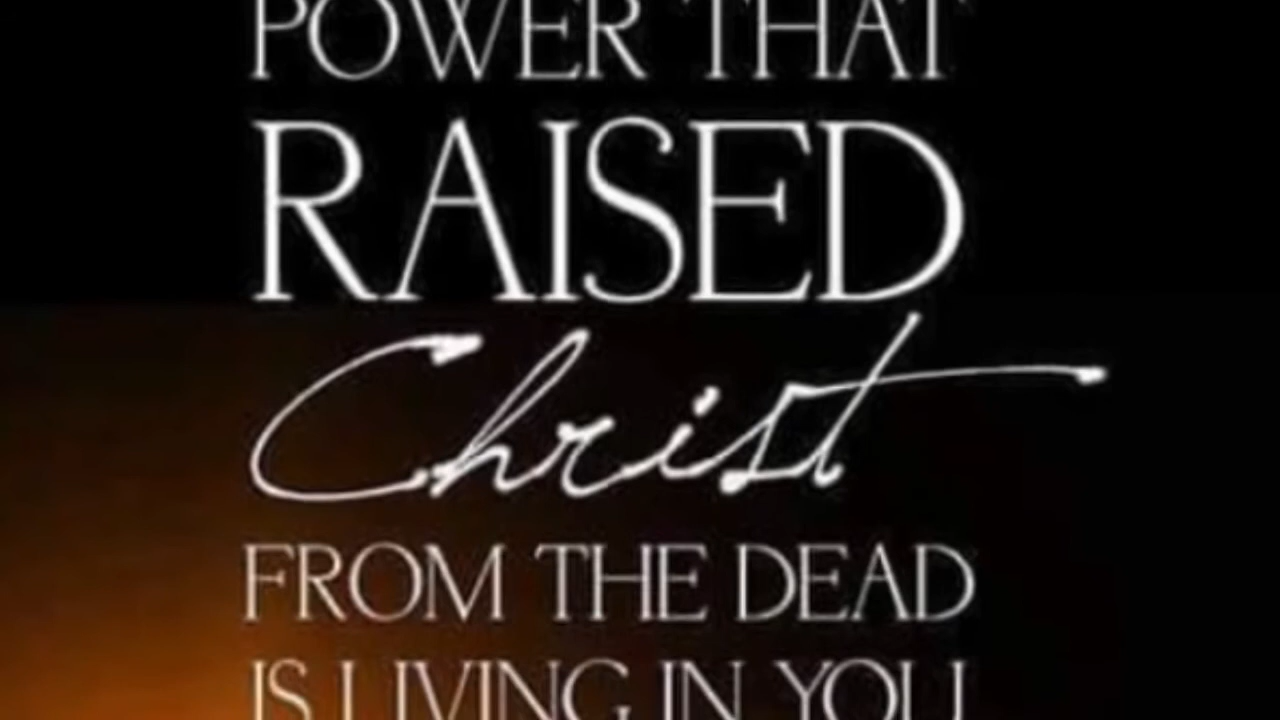 POWER THAT
RAISED
Christ
FROM THE DEAD
IS LIVING IN YOU